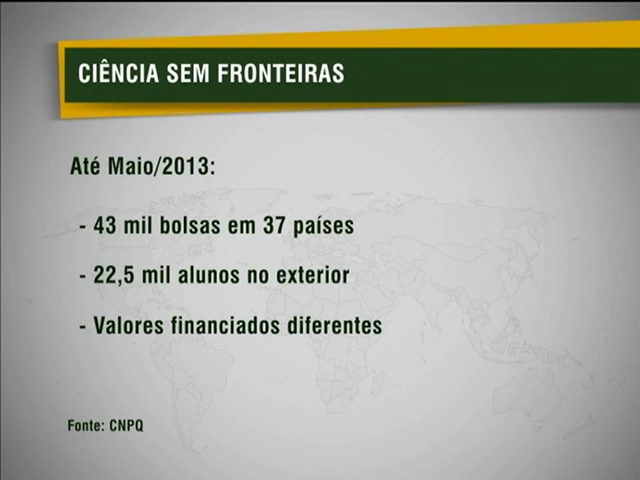 CIÊNCIA SEM FRONTEIRAS
Até Maio/2013:
- 43 mil bolsas em 37 países
- 22,5 mil alunos no exterior
- Valores financiados diferentes
Fonte: CNPQ